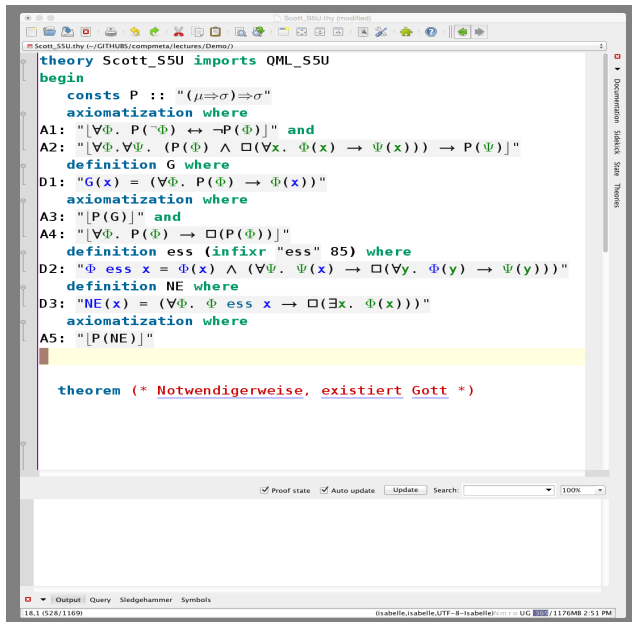 Scott_S5U.thy (modified)
Scott_S5U.thy (~/GITHUBS/compmeta/lectures/Demo/)
theory Scott_S5U imports QML_S5U
begin
consts P :: "(μ⇒σ)⇒σ"
axiomatization where
A1: "⌊∀Φ. P(¬Φ) ↔ ¬P(Φ)⌋" and
A2: "⌊∀Φ.∀Ψ. (P(Φ) ∧ □(∀x. Φ(x) → Ψ(x))) → P(Ψ)⌋"
definition G where
D1: "G(x) = (∀Φ. P(Φ) → Φ(x))"
axiomatization where
A3: "⌊P(G)⌋" and
A4: "⌊∀Φ. P(Φ) → □(P(Φ))⌋"
definition ess (infixr "ess" 85) where
D2: "Φ ess x = Φ(x) ∧ (∀Ψ. Ψ(x) → □(∀y. Φ(y) → Ψ(y)))"
definition NE where
D3: "NE(x) = (∀Φ. Φ ess x → □(∃x. Φ(x)))"
axiomatization where
A5: "⌊P(NE)⌋"
theorem (* Notwendigerweise, existiert Gott *)
Documentation
Sidekick
State
Theories
Proof state
Auto update
Update
Search:
100%
Output Query Sledgehammer Symbols
18,1 (528/1169)
(isabelle,isabelle,UTF-8-Isabelle) N m r o UG /1176MB 2:51 PM